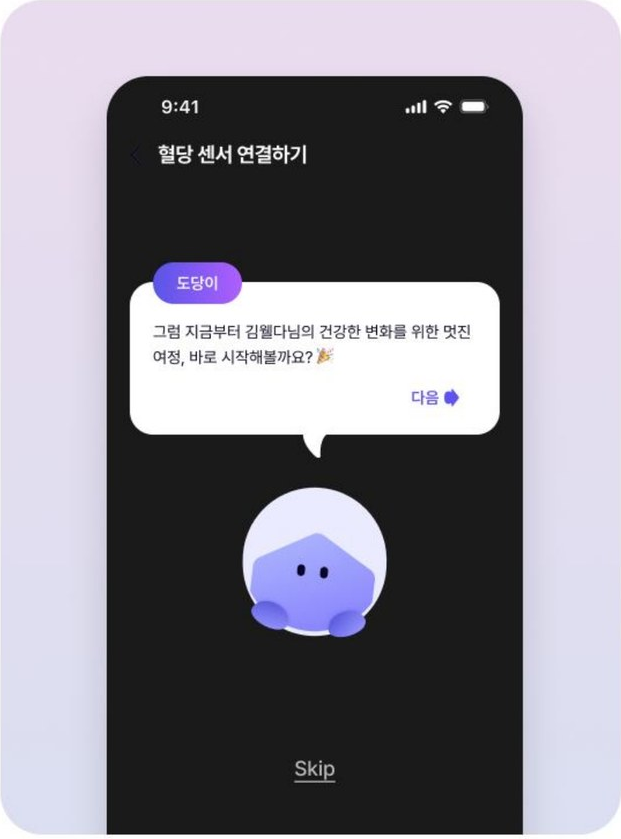 9:41
혈당 센서 연결하기
도당이
그럼 지금부터 김웰다님의 건강한 변화를 위한 멋진
여정, 바로 시작해볼까요? 🎉
다음
Skip